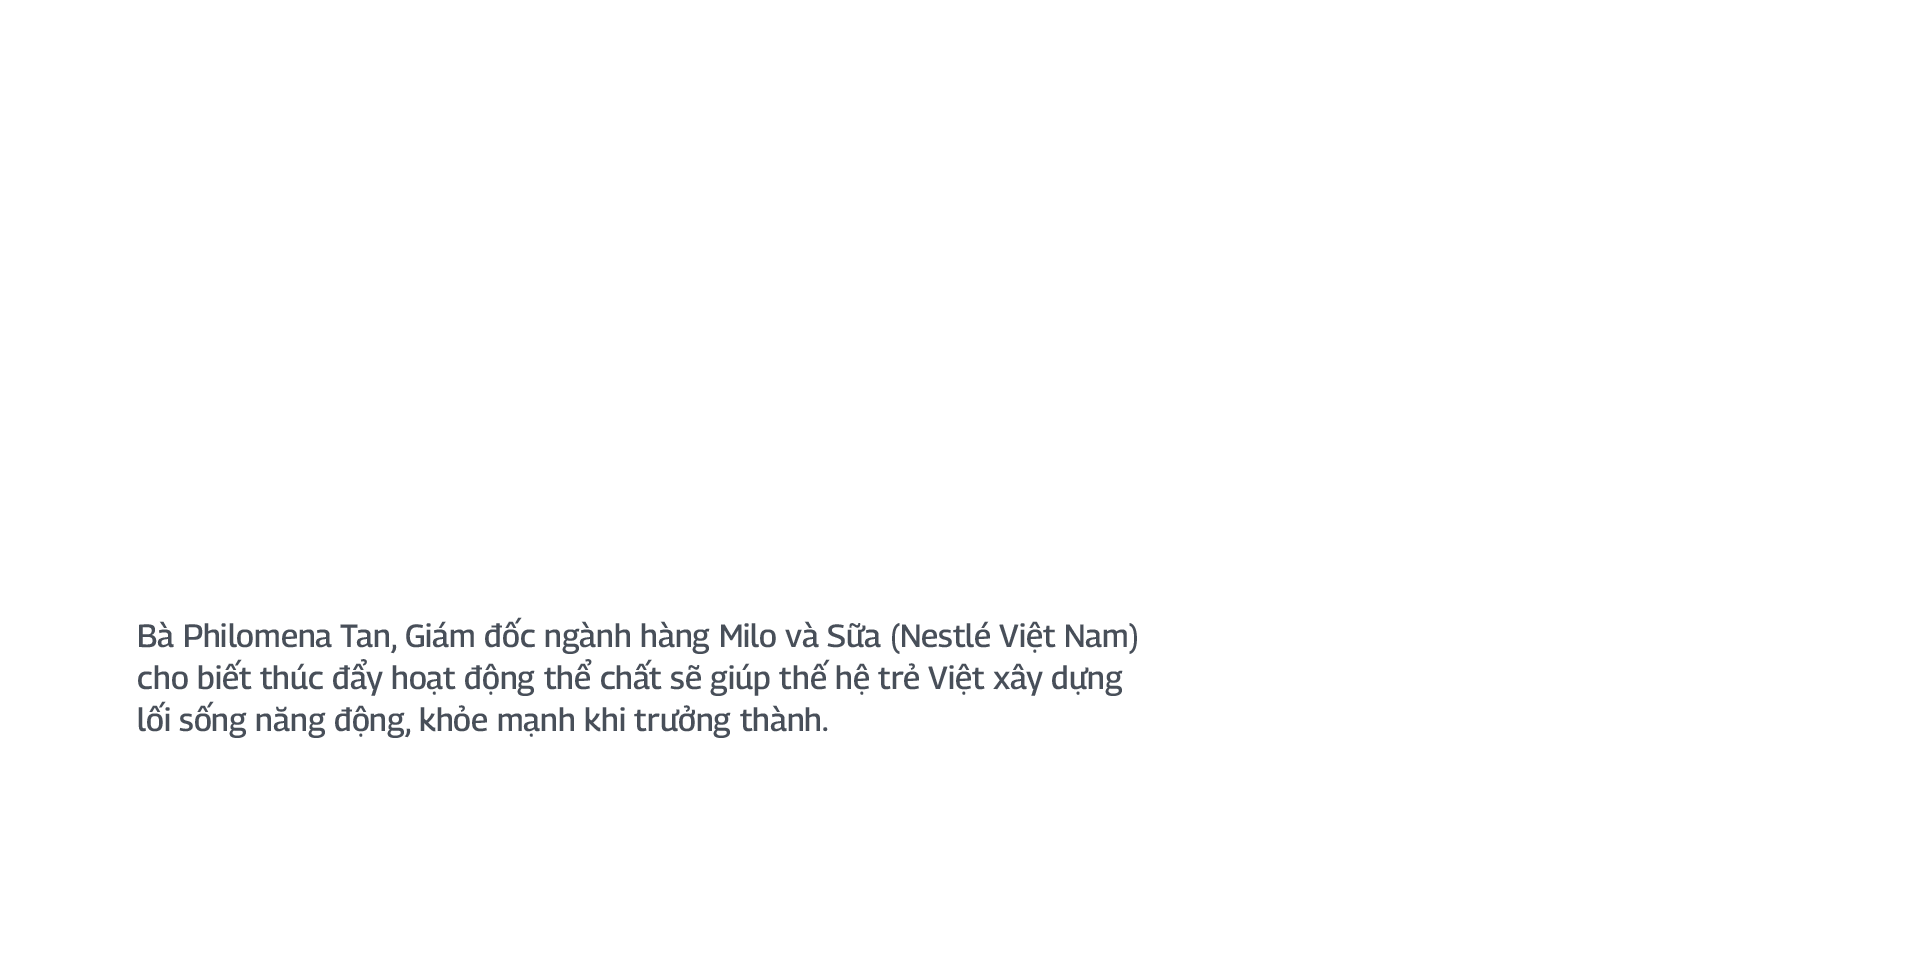 Bà Philomena Tan, Giám đốc ngành hàng Milo và Sữa (Nestlé Việt Nam)
cho biết thúc đẩy hoạt động thể chất sẽ giúp thế hệ trẻ Việt xây dựng
lối sống năng động, khỏe mạnh khi trưởng thành.